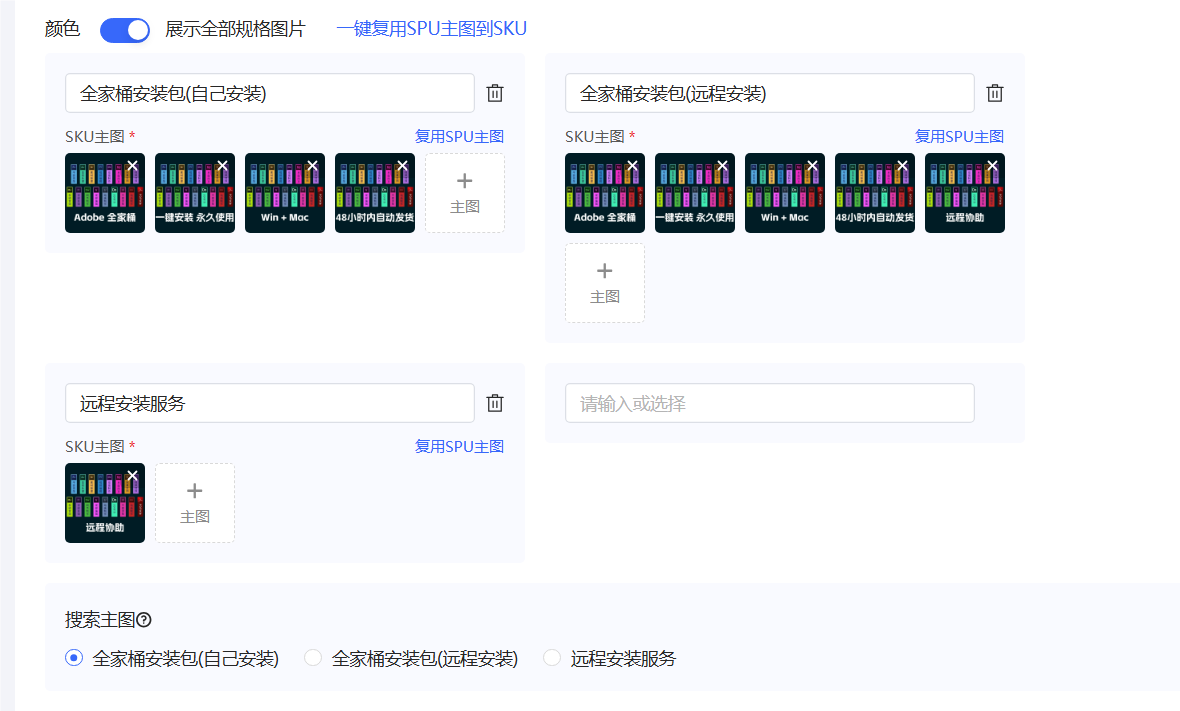 颜色 展示全部规格图片 一键复用SPU主图到SKU
全家桶安装包(自己安装)
SKU主图 * 复用SPU主图
Adobe 全家桶
一键安装 永久使用
Win + Mac
48小时内自动发货
主图
全家桶安装包(远程安装)
SKU主图 * 复用SPU主图
Adobe 全家桶
一键安装 永久使用
Win + Mac
48小时内自动发货
远程协助
主图
远程安装服务
SKU主图 * 复用SPU主图
远程协助
主图
请输入或选择
搜索主图
全家桶安装包(自己安装) 全家桶安装包(远程安装) 远程安装服务